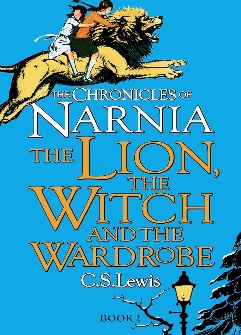 THE CHRONICLES OF
NARNIA
THE LION,
THE
WITCH
AND THE
WARDROBE
C.S. Lewis
BOOK 2